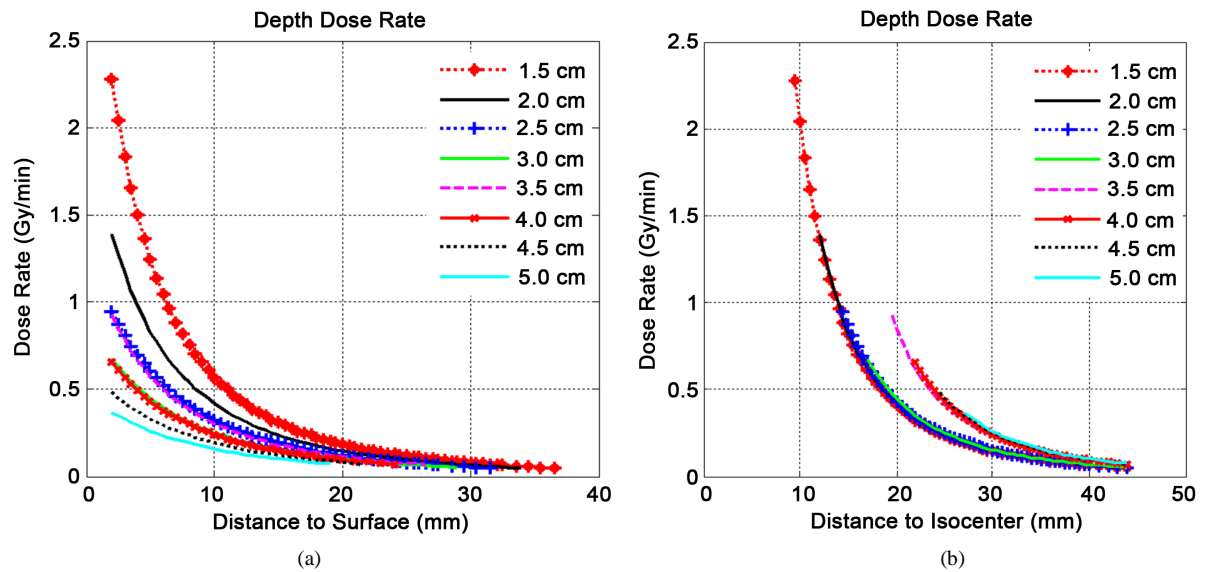 Depth Dose Rate
2.5
2
1.5
1
0.5
0
Dose Rate (Gy/min)
1.5 cm
2.0 cm
2.5 cm
3.0 cm
3.5 cm
4.0 cm
4.5 cm
5.0 cm
0
10
20
30
40
Distance to Surface (mm)
(a)
Depth Dose Rate
2.5
2
1.5
1
0.5
0
Dose Rate (Gy/min)
1.5 cm
2.0 cm
2.5 cm
3.0 cm
3.5 cm
4.0 cm
4.5 cm
5.0 cm
0
10
20
30
40
50
Distance to Isocenter (mm)
(b)